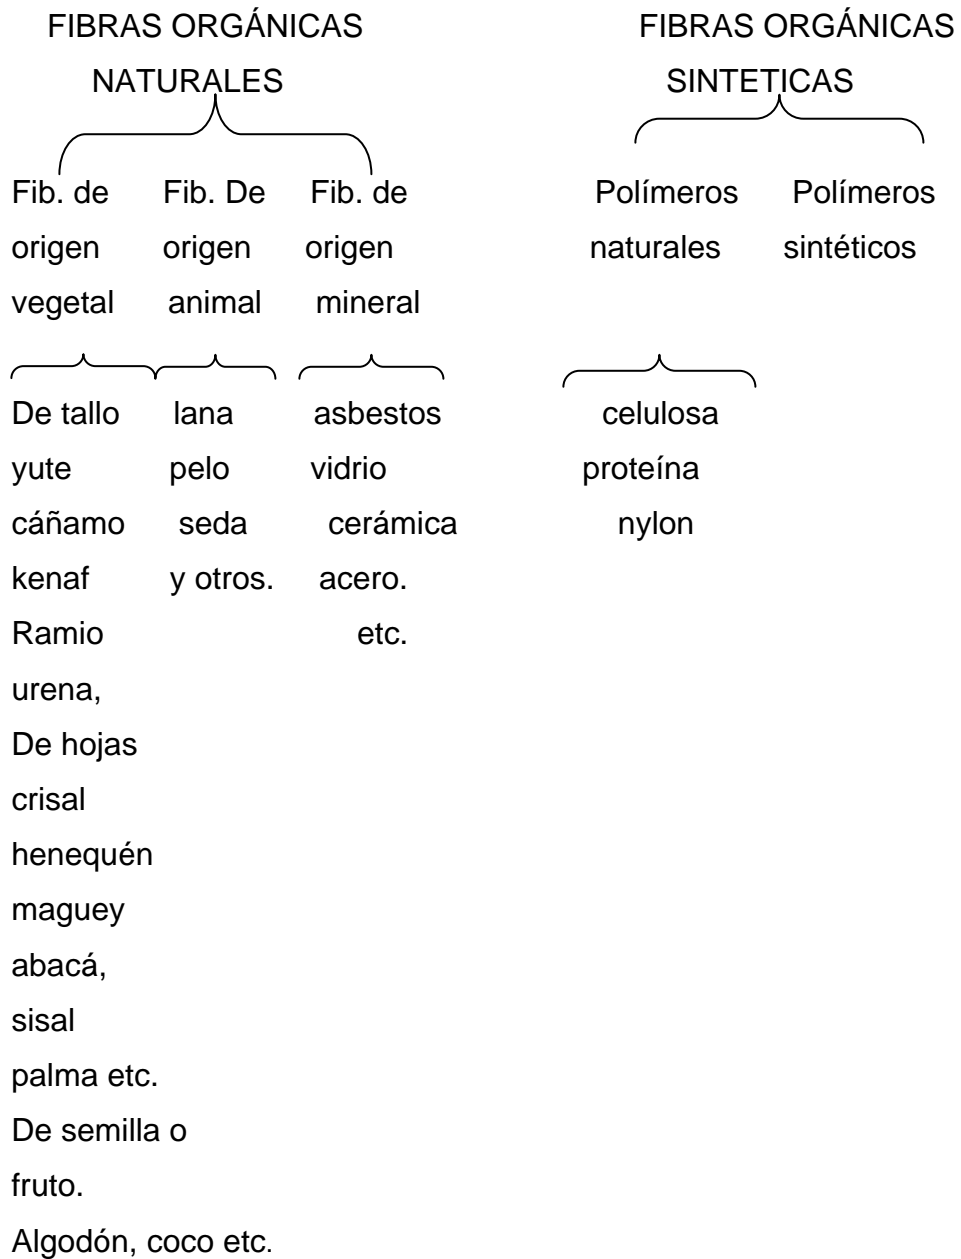 FIBRAS ORGÁNICAS FIBRAS ORGÁNICAS
NATURALES SINTETICAS
Fib. de Fib. De Fib. de Polímeros Polímeros
origen origen origen naturales sintéticos
vegetal animal mineral
De tallo lana asbestos celulosa
yute pelo vidrio proteína
cáñamo seda cerámica nylon
kenaf y otros. acero.
Ramio etc.
urena,
De hojas
crisal
henequén
maguey
abacá,
sisal
palma etc.
De semilla o
fruto.
Algodón, coco etc.